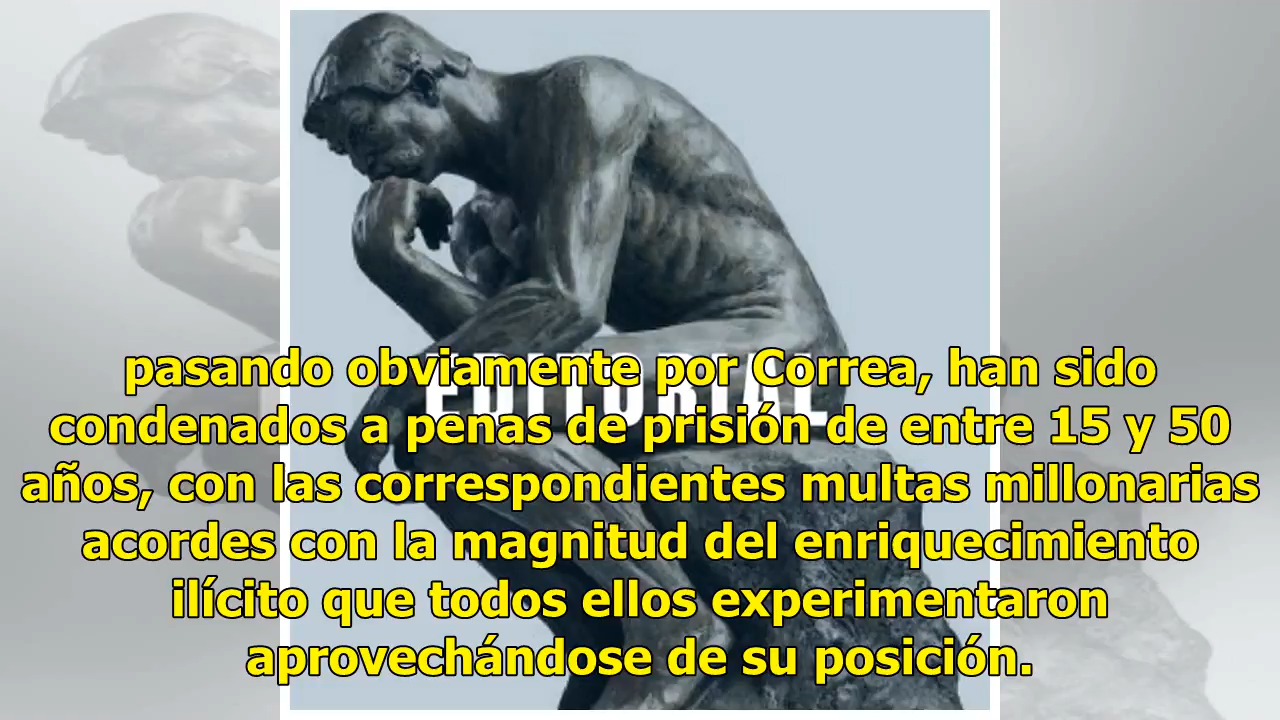 pasando obviamente por Correa, han sido
EDITORIAL
condenados a penas de prisión de entre 15 y 50
años, con las correspondientes multas millonarias
acordes con la magnitud del enriquecimiento
ilícito que todos ellos experimentaron
aprovechándose de su posición.